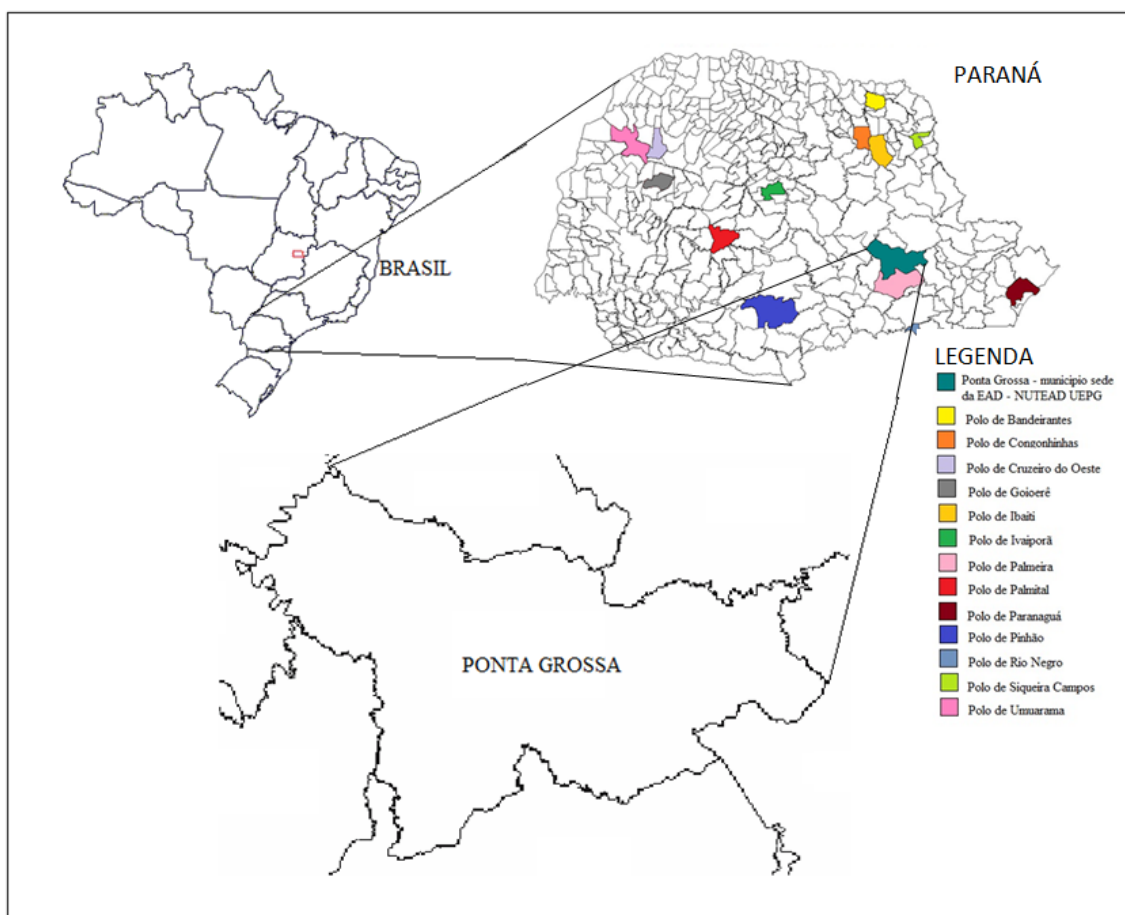 PARANÁ
BRASIL
LEGENDA
Ponta Grossa - municipio sede
da EAD - NUTEAD UEPG
Polo de Bandeirantes
Polo de Congonhinhas
Polo de Cruzeiro do Oeste
Polo de Goioerê
Polo de Ibaiti
Polo de Ivaiporã
Polo de Palmeira
Polo de Palmital
Polo de Paranaguá
Polo de Pinhão
Polo de Rio Negro
Polo de Siqueira Campos
Polo de Umuarama
PONTA GROSSA